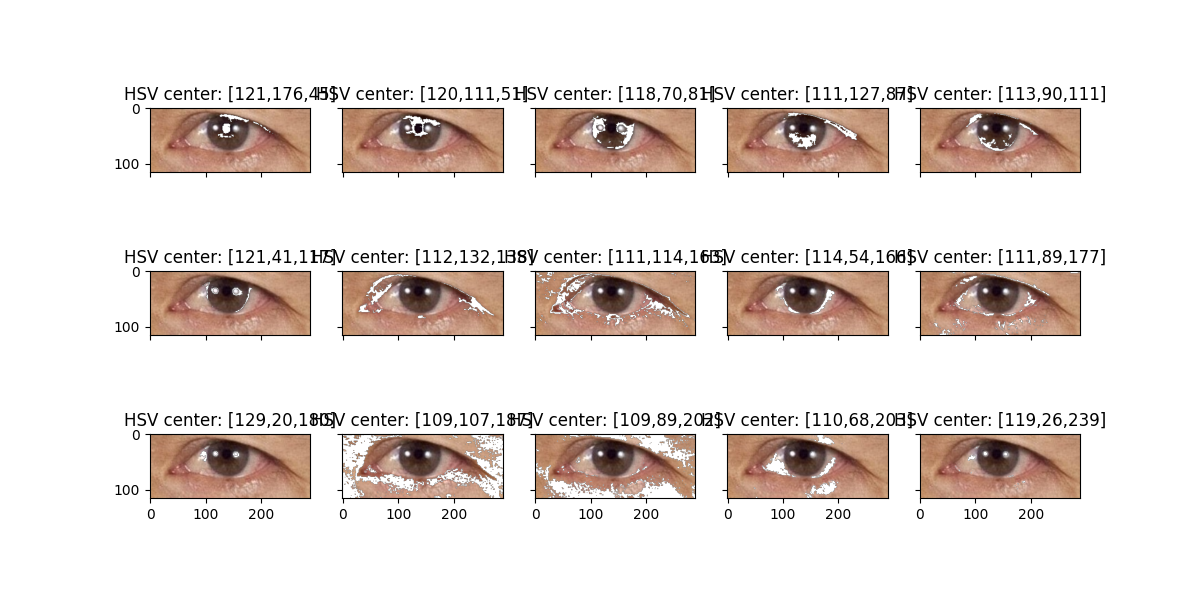 HSV center: [121,176,45] HSV center: [120,111,51] HSV center: [118,70,81] HSV center: [111,127,87] HSV center: [113,90,111]
0
100
HSV center: [121,41,117] HSV center: [112,132,138] HSV center: [111,114,163] HSV center: [114,54,166] HSV center: [111,89,177]
0
100
HSV center: [129,20,180] HSV center: [109,107,187] HSV center: [109,89,202] HSV center: [110,68,203] HSV center: [119,26,239]
0
100
0 100 200 0 100 200 0 100 200 0 100 200 0 100 200